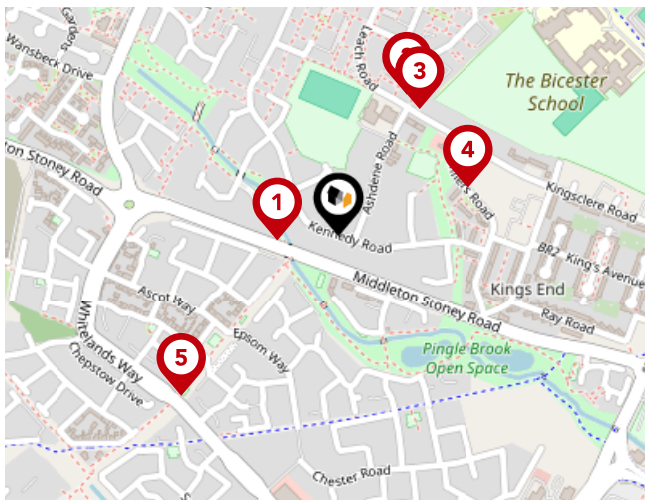 Gardens
Wansbeck Drive
Leach Road
3
The Bicester
School
4
Ashdene Road
Kingsclere Road
ton Stoney Road
1
Kennedy Road
BR2
King's Avenue
Kings End
Middleton Stoney Road
Ray Road
Ascot Way
Whitelands Way
Epsom Way
5
Chepstow Drive
Pingle Brook
Open Space
Chester Road